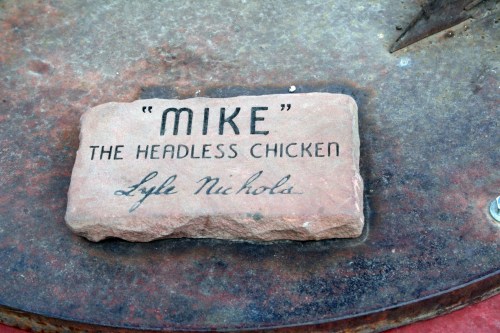 "MIKE"
THE HEADLESS CHICKEN
Lyle Nichols